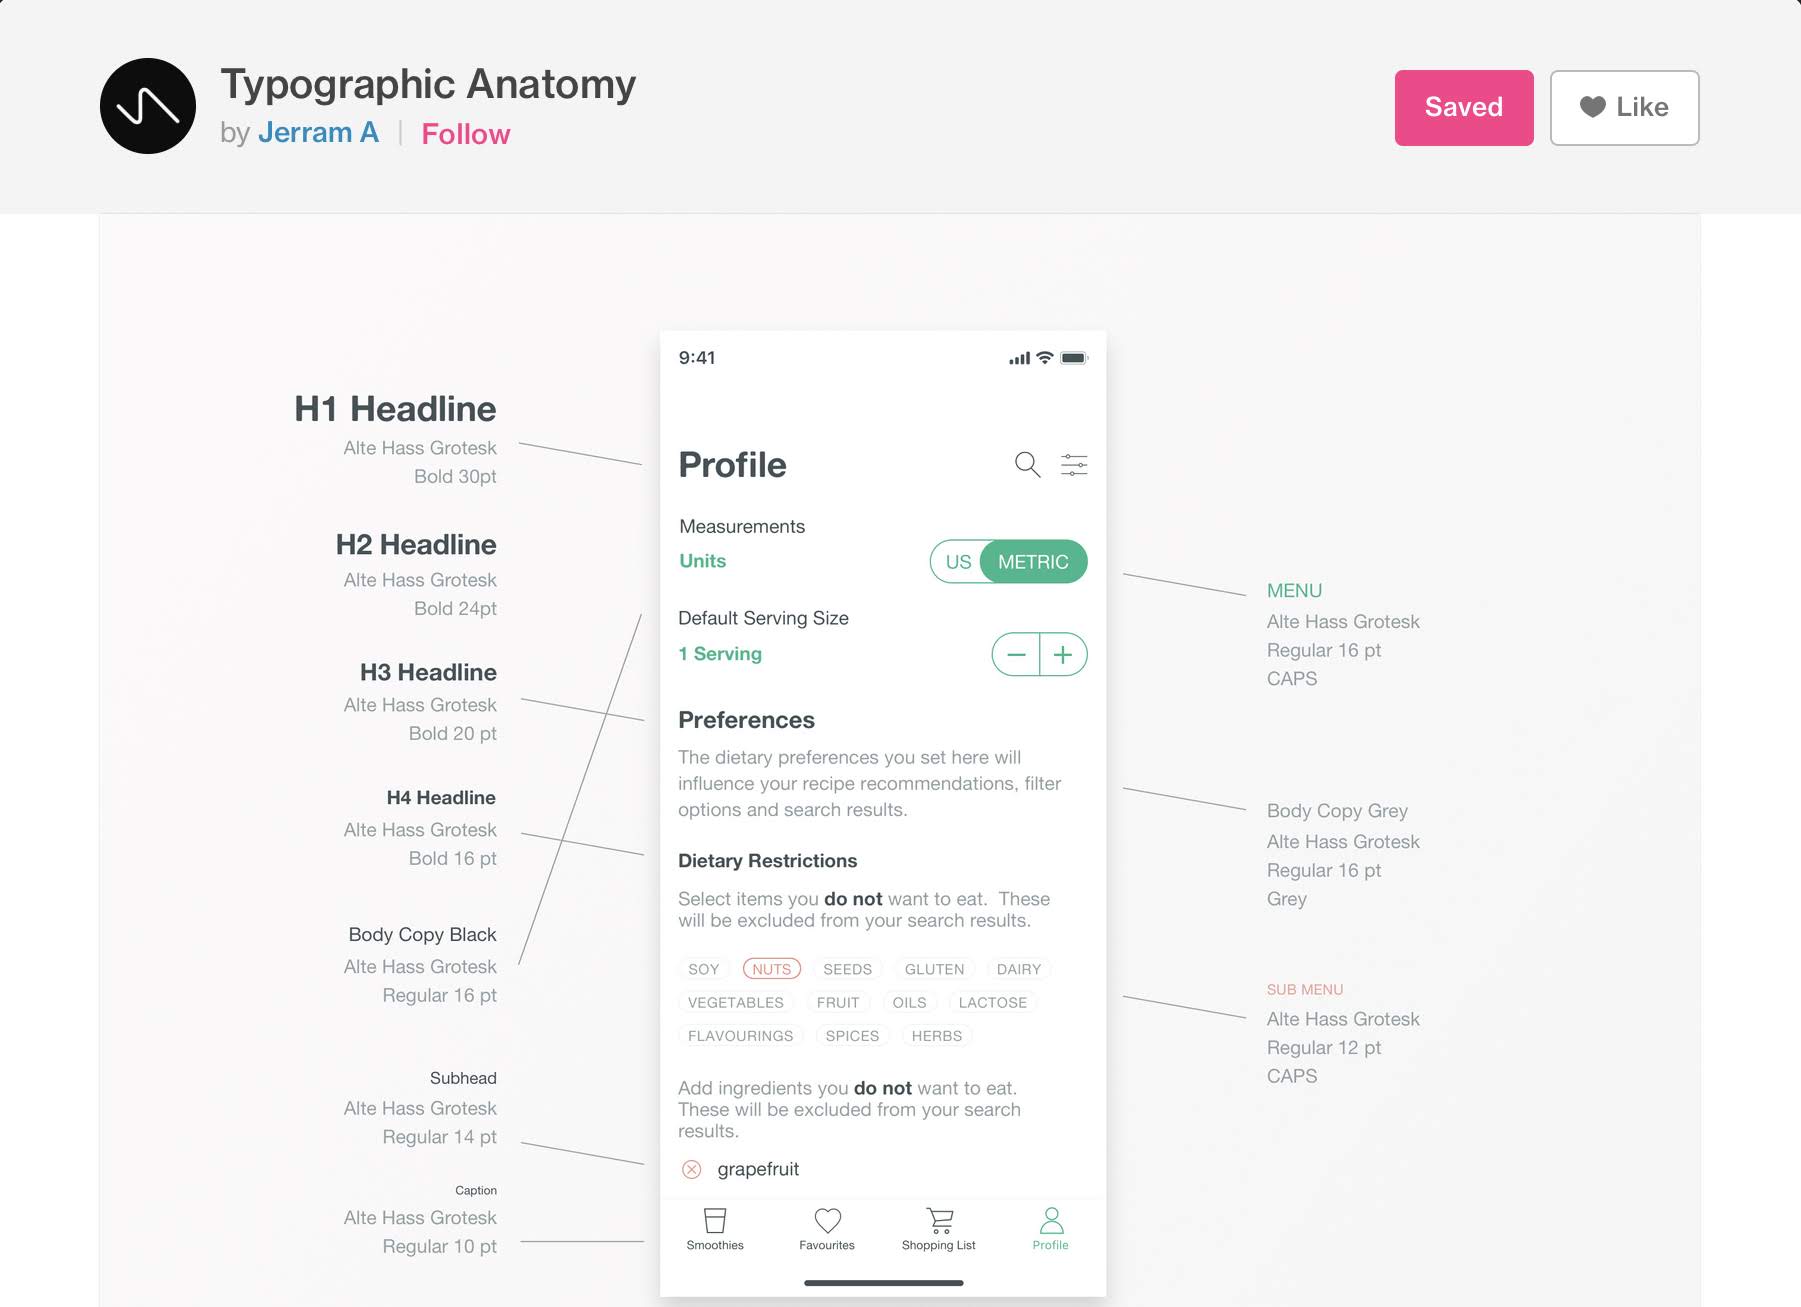 Typographic Anatomy
by Jerram A | Follow
Saved
Like
H1 Headline
Alte Hass Grotesk
Bold 30pt
H2 Headline
Alte Hass Grotesk
Bold 24pt
H3 Headline
Alte Hass Grotesk
Bold 20 pt
H4 Headline
Alte Hass Grotesk
Bold 16 pt
Body Copy Black
Alte Hass Grotesk
Regular 16 pt
Subhead
Alte Hass Grotesk
Regular 14 pt
Caption
Alte Hass Grotesk
Regular 10 pt
9:41
Profile
Measurements
Units
US METRIC
Default Serving Size
1 Serving
Preferences
The dietary preferences you set here will
influence your recipe recommendations, filter
options and search results.
Dietary Restrictions
Select items you do not want to eat.  These
will be excluded from your search results.
SOY NUTS SEEDS GLUTEN DAIRY
VEGETABLES FRUIT OILS LACTOSE
FLAVOURINGS SPICES HERBS
Add ingredients you do not want to eat.
These will be excluded from your search
results.
grapefruit
Smoothies Favourites Shopping List Profile
MENU
Alte Hass Grotesk
Regular 16 pt
CAPS
Body Copy Grey
Alte Hass Grotesk
Regular 16 pt
Grey
SUB MENU
Alte Hass Grotesk
Regular 12 pt
CAPS